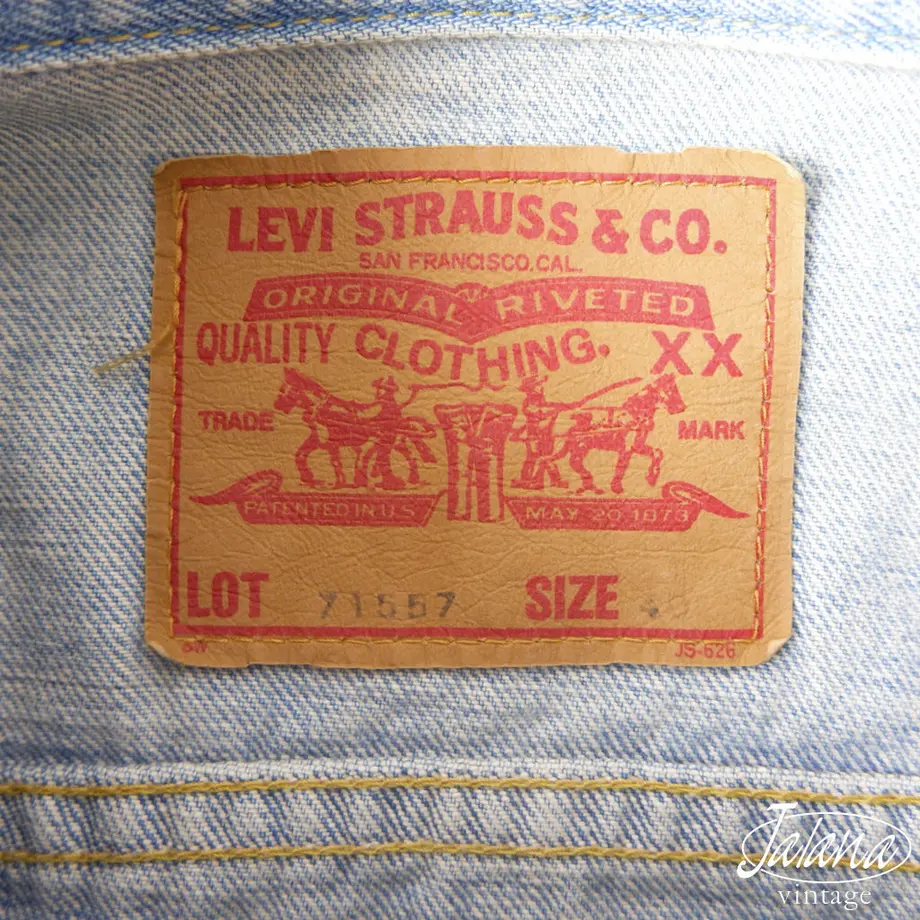 LEVI STRAUSS & CO.
SAN FRANCISCO, CAL.
ORIGINAL RIVETED
QUALITY CLOTHING. XX
TRADE MARK
PATENTED IN U.S. MAY 20 1873
LOT 71557 SIZE
JS-626
Jalana
vintage